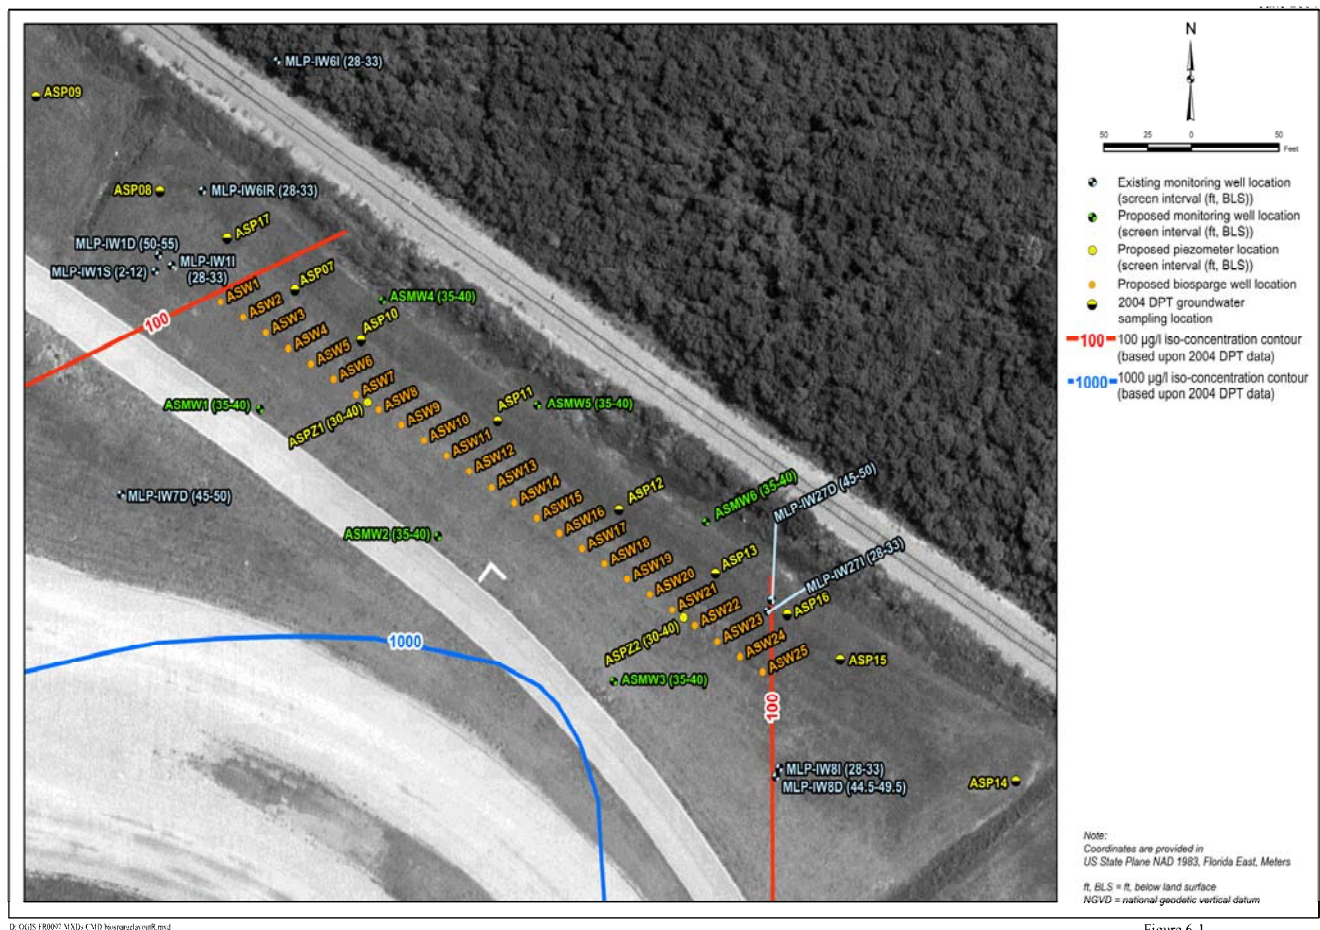 MLP-IW6I (28-33)
ASP09
ASP08
MLP-IW6IR (28-33)
ASP17
MLP-IW1D (50-55)
MLP-IW1S (2-12)
MLP-IW1I
(28-33)
ASP07
ASMW4 (35-40)
ASP10
100
ASW1
ASW2
ASW3
ASW4
ASW5
ASW6
ASW7
ASW8
ASW9
ASW10
ASW11
ASW12
ASW13
ASW14
ASW15
ASW16
ASW17
ASW18
ASW19
ASW20
ASW21
ASW22
ASW23
ASW24
ASW25
ASMW1 (35-40)
ASPZ1 (30-40)
ASP11
ASMW5 (35-40)
MLP-IW7D (45-50)
ASMW2 (35-40)
ASP12
ASMW6 (35-40)
MLP-IW27D (45-50)
ASP13
MLP-IW27I (28-33)
ASP16
ASPZ2 (30-40)
ASP15
ASMW3 (35-40)
1000
100
MLP-IW8I (28-33)
MLP-IW8D (44.5-49.5)
ASP14
N
50 25 0 50
Feet
Existing monitoring well location
(screen interval (ft, BLS))
Proposed monitoring well location
(screen interval (ft, BLS))
Proposed piezometer location
(screen interval (ft, BLS))
Proposed biosparge well location
2004 DPT groundwater
sampling location
100 100 µg/l iso-concentration contour
(based upon 2004 DPT data)
1000 1000 µg/l iso-concentration contour
(based upon 2004 DPT data)
Note:
Coordinates are provided in
US State Plane NAD 1983, Florida East, Meters
ft, BLS = ft, below land surface
NGVD = national geodetic vertical datum